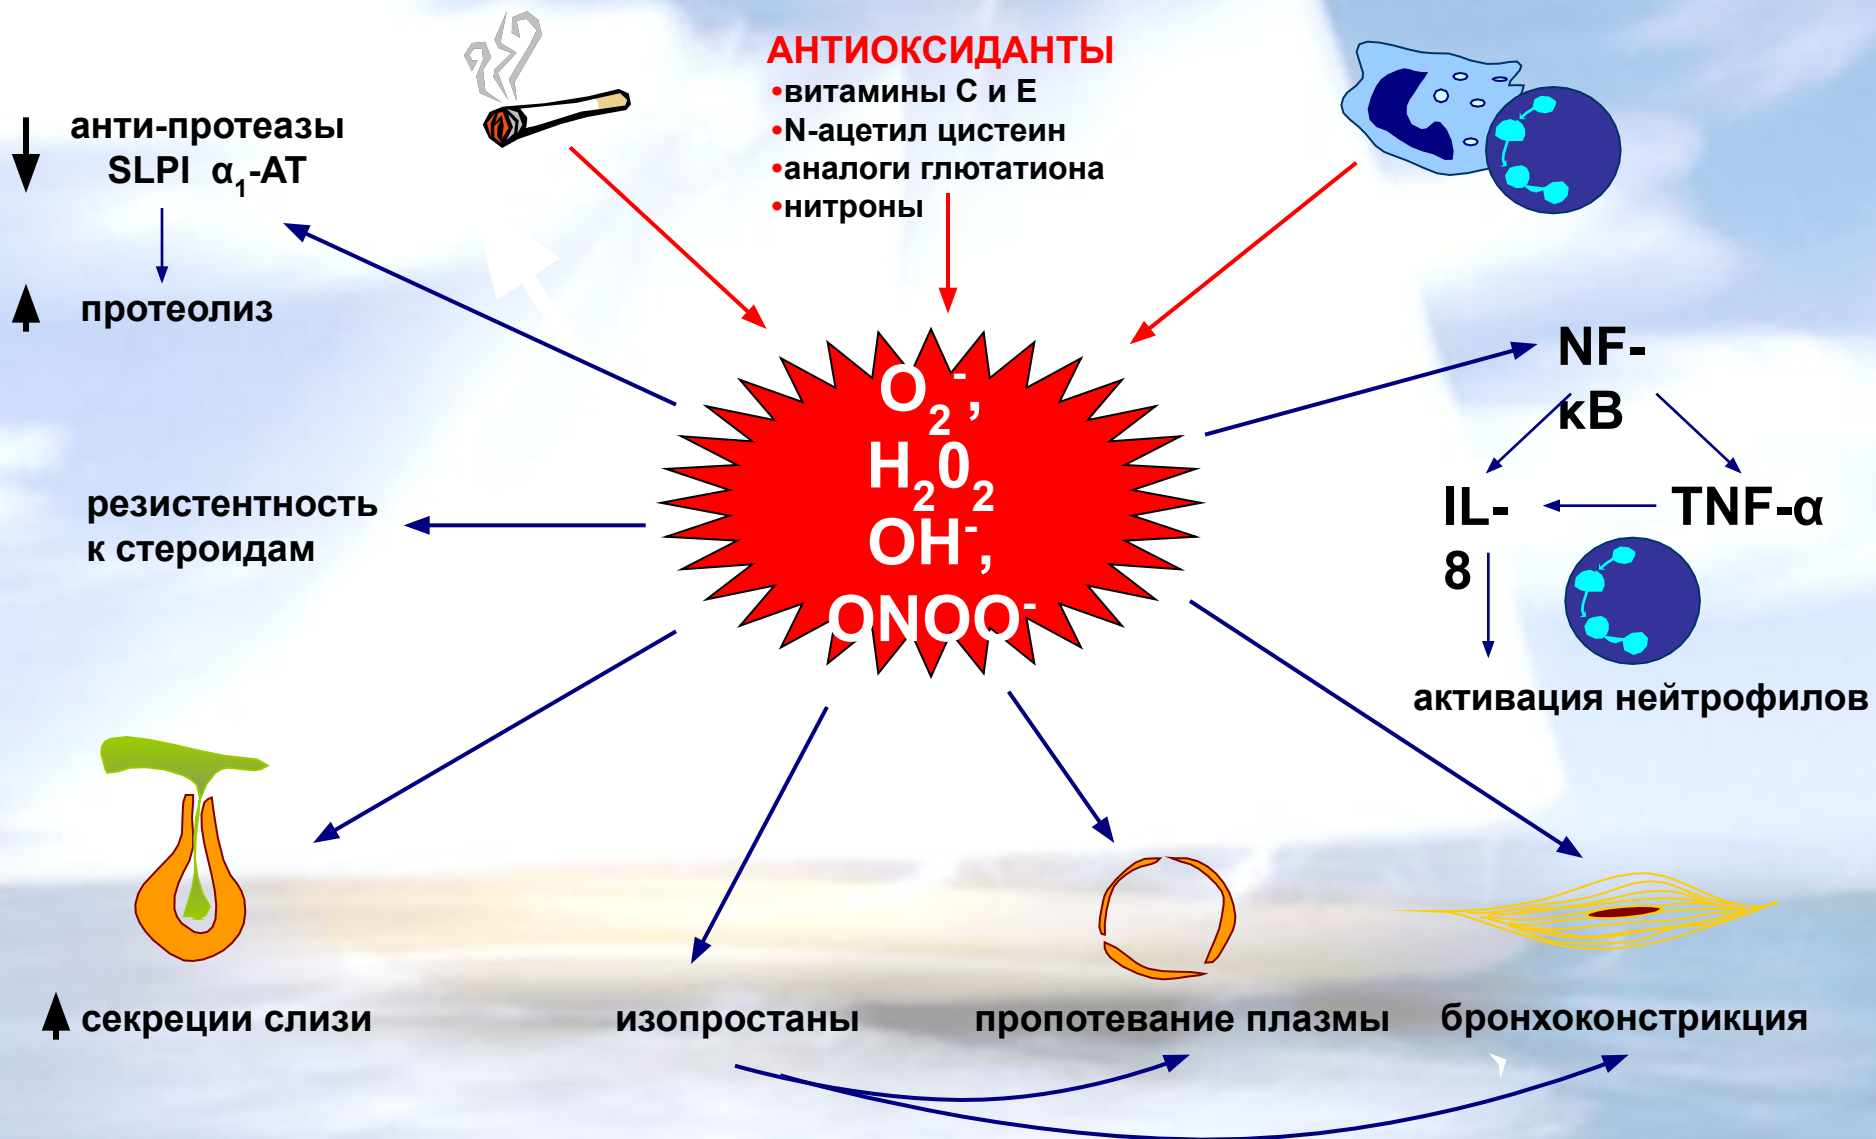 АНТИОКСИДАНТЫ
•витамины С и Е
•N-ацетил цистеин
•аналоги глютатиона
•нитроны
анти-протеазы
SLPI α₁-AT
протеолиз
резистентность
к стероидам
O₂⁻,
H₂0₂
OH⁻,
ONOO⁻
NF-
κB
IL-
8
TNF-α
активация нейтрофилов
секреции слизи
изопростаны
пропотевание плазмы
бронхоконстрикция